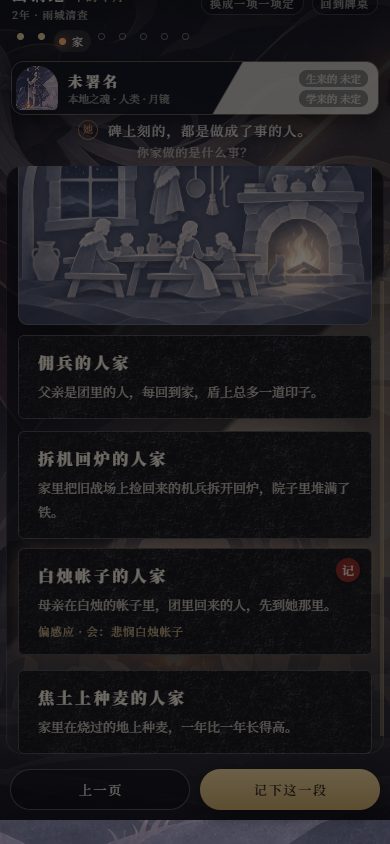 换成一项一项定
回到牌桌
2年 · 雨城清查
家
未署名
本地之魂 · 人类 · 月镜
生来的 未定
学来的 未定
她
碑上刻的，都是做成了事的人。
你家做的是什么事？
佣兵的人家
父亲是团里的人，每回到家，盾上总多一道印子。
拆机回炉的人家
家里把旧战场上捡回来的机兵拆开回炉，院子里堆满了
铁。
白烛帐子的人家
记
母亲在白烛的帐子里，团里回来的人，先到她那里。
偏感应 · 会：悲悯白烛帐子
焦土上种麦的人家
家里在烧过的地上种麦，一年比一年长得高。
上一页
记下这一段